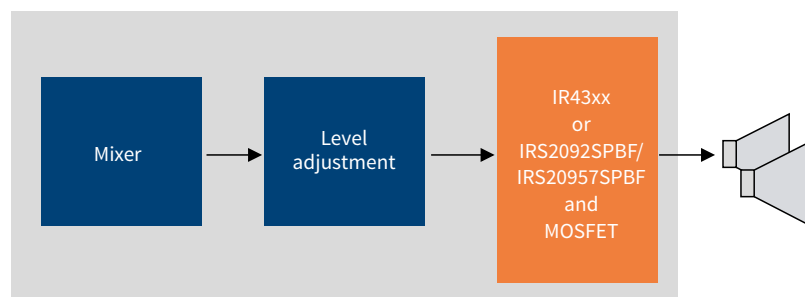 Mixer
Level
adjustment
IR43xx
or
IRS2092SPBF/
IRS20957SPBF
and
MOSFET